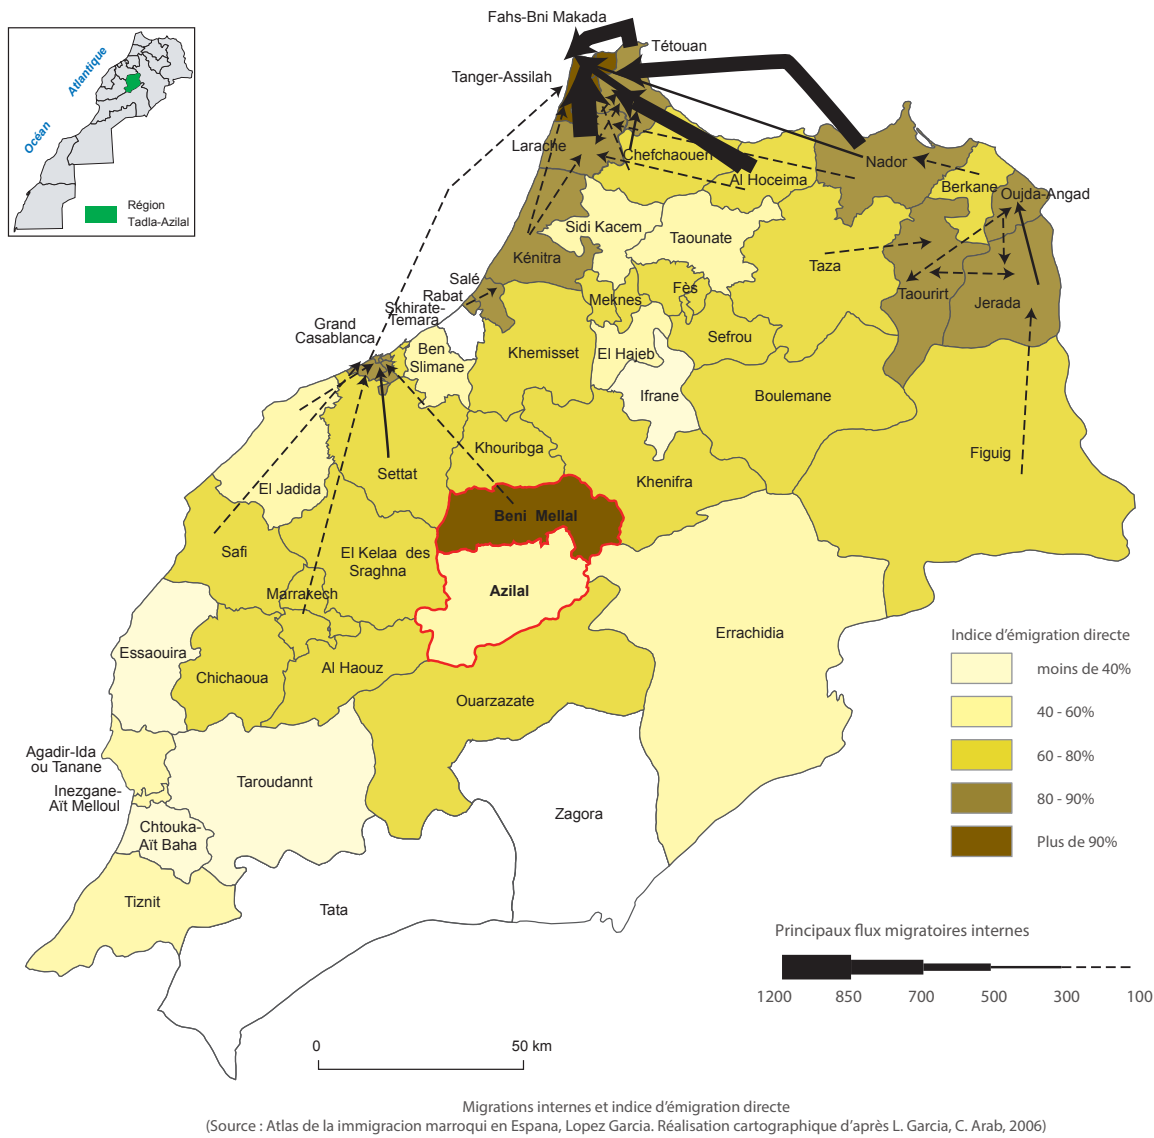 Fahs-Bni Makada
Tétouan
Tanger-Assilah
Atlantique
Océan
Région
Tadla-Azilal
Larache
Chefchaouen
Al Hoceima
Nador
Berkane
Oujda-Angad
Sidi Kacem
Taounate
Kénitra
Taza
Salé
Rabat
Skhirate-
Temara
Meknes
Fès
Taourirt
Jerada
Grand
Casablanca
Ben
Slimane
Khemisset
El Hajeb
Sefrou
Ifrane
Boulemane
Khouribga
Settat
Khenifra
Figuig
El Jadida
Beni Mellal
Safi
El Kelaa des
Sraghna
Azilal
Marrakech
Errachidia
Essaouira
Chichaoua
Al Haouz
Ouarzazate
Agadir-Ida
ou Tanane
Inezgane-
Aït Melloul
Taroudannt
Zagora
Chtouka-
Aït Baha
Tiznit
Tata
Indice d’émigration directe
moins de 40%
40 - 60%
60 - 80%
80 - 90%
Plus de 90%
Principaux flux migratoires internes
1200 850 700 500 300 100
0 50 km
Migrations internes et indice d’émigration directe
(Source : Atlas de la immigracion marroqui en Espana, Lopez Garcia. Réalisation cartographique d’après L. Garcia, C. Arab, 2006)